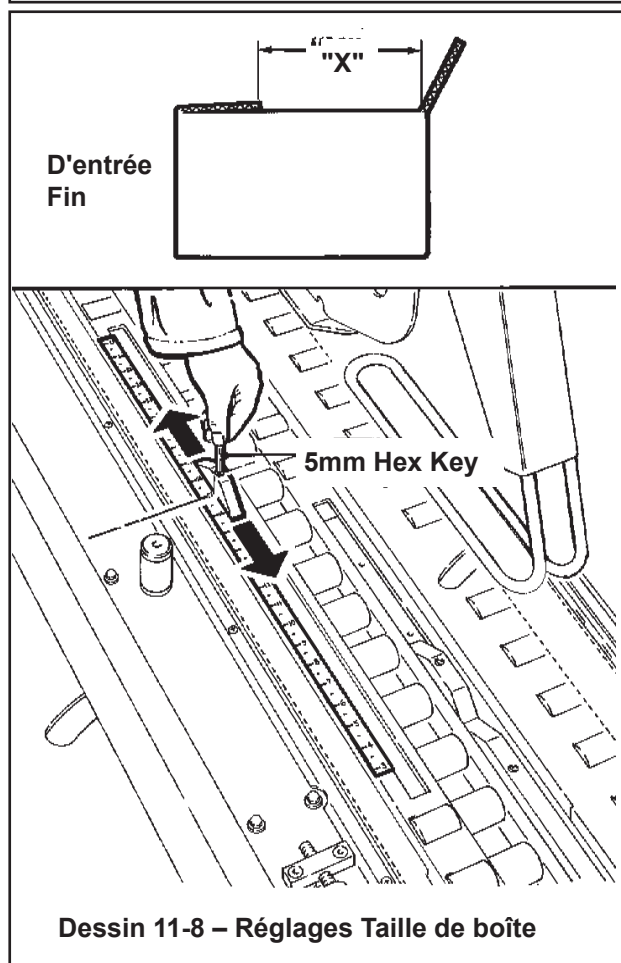 "X"
D'entrée
Fin
5mm Hex Key
Dessin 11-8 – Réglages Taille de boîte